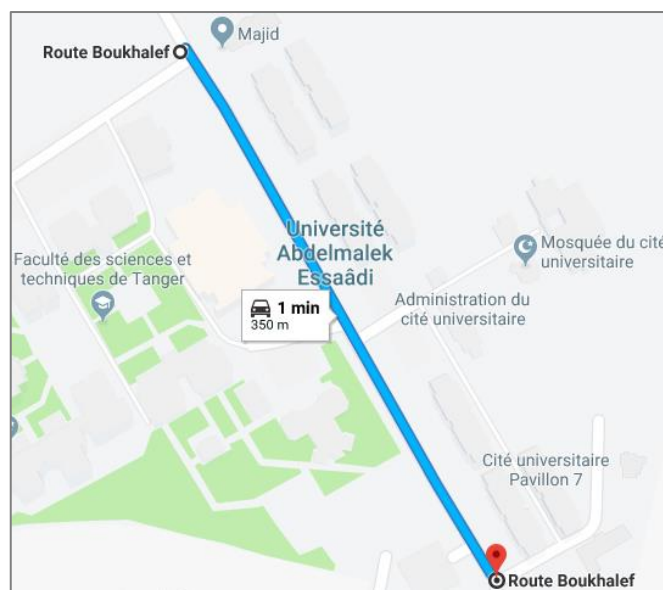 Majid
Route Boukhalef
Université
Abdelmalek
Essaâdi
Mosquée du cité
universitaire
Faculté des sciences et
techniques de Tanger
1 min
350 m
Administration du
cité universitaire
Cité universitaire
Pavillon 7
Route Boukhalef